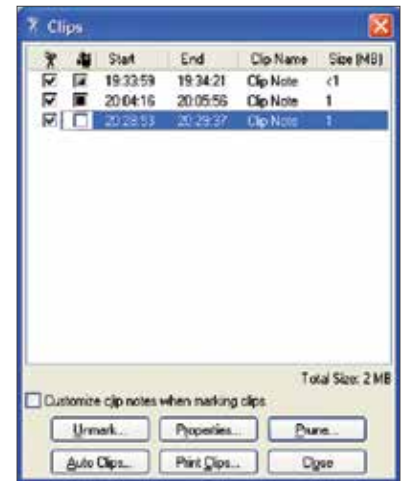 Clips
Start End Clip Name Size (MB)
19:33:59 19:34:21 Clip Note <1
20:04:16 20:05:56 Clip Note 1
20:28:53 20:29:37 Clip Note 1
Total Size: 2 MB
Customize clip notes when marking clips
Unmark... Properties... Prune...
Auto Clips... Print Clips... Close